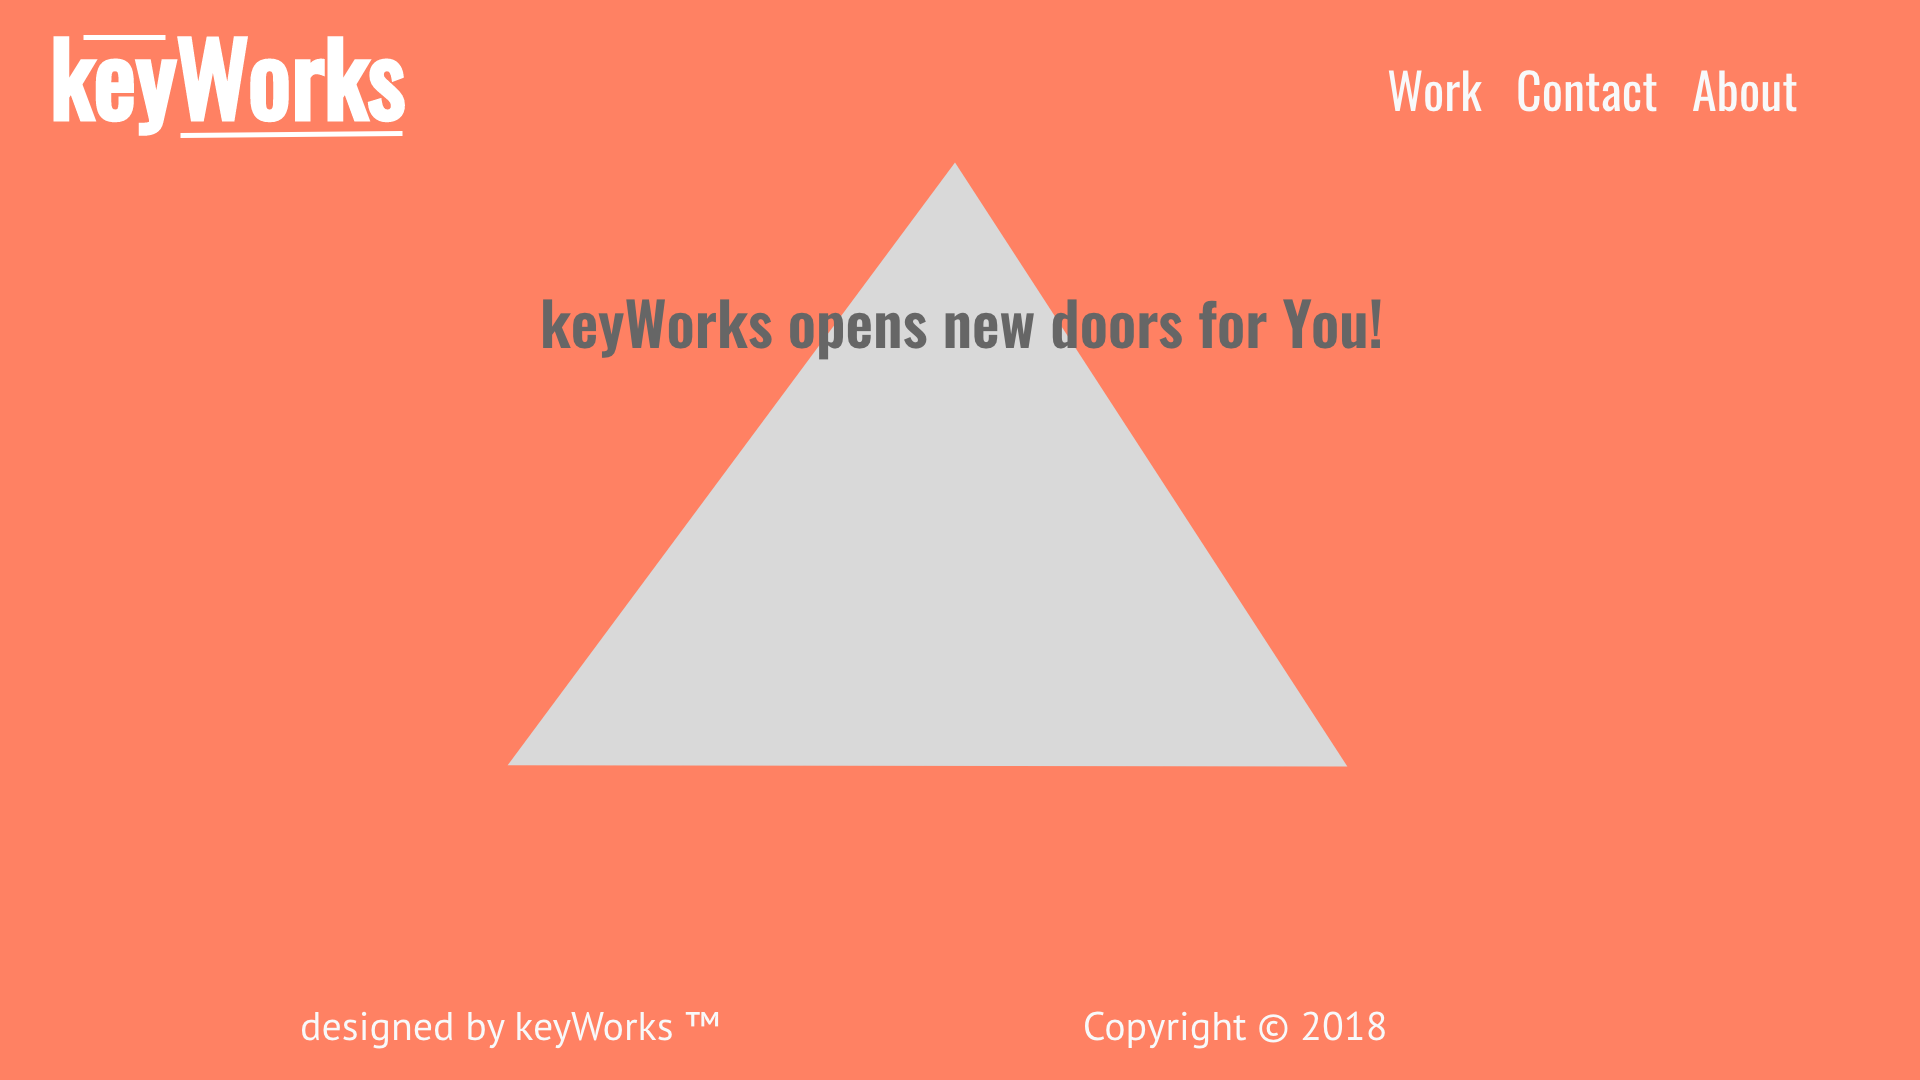 keyWorks
Work Contact About
keyWorks opens new doors for You!
designed by keyWorks ™
Copyright © 2018